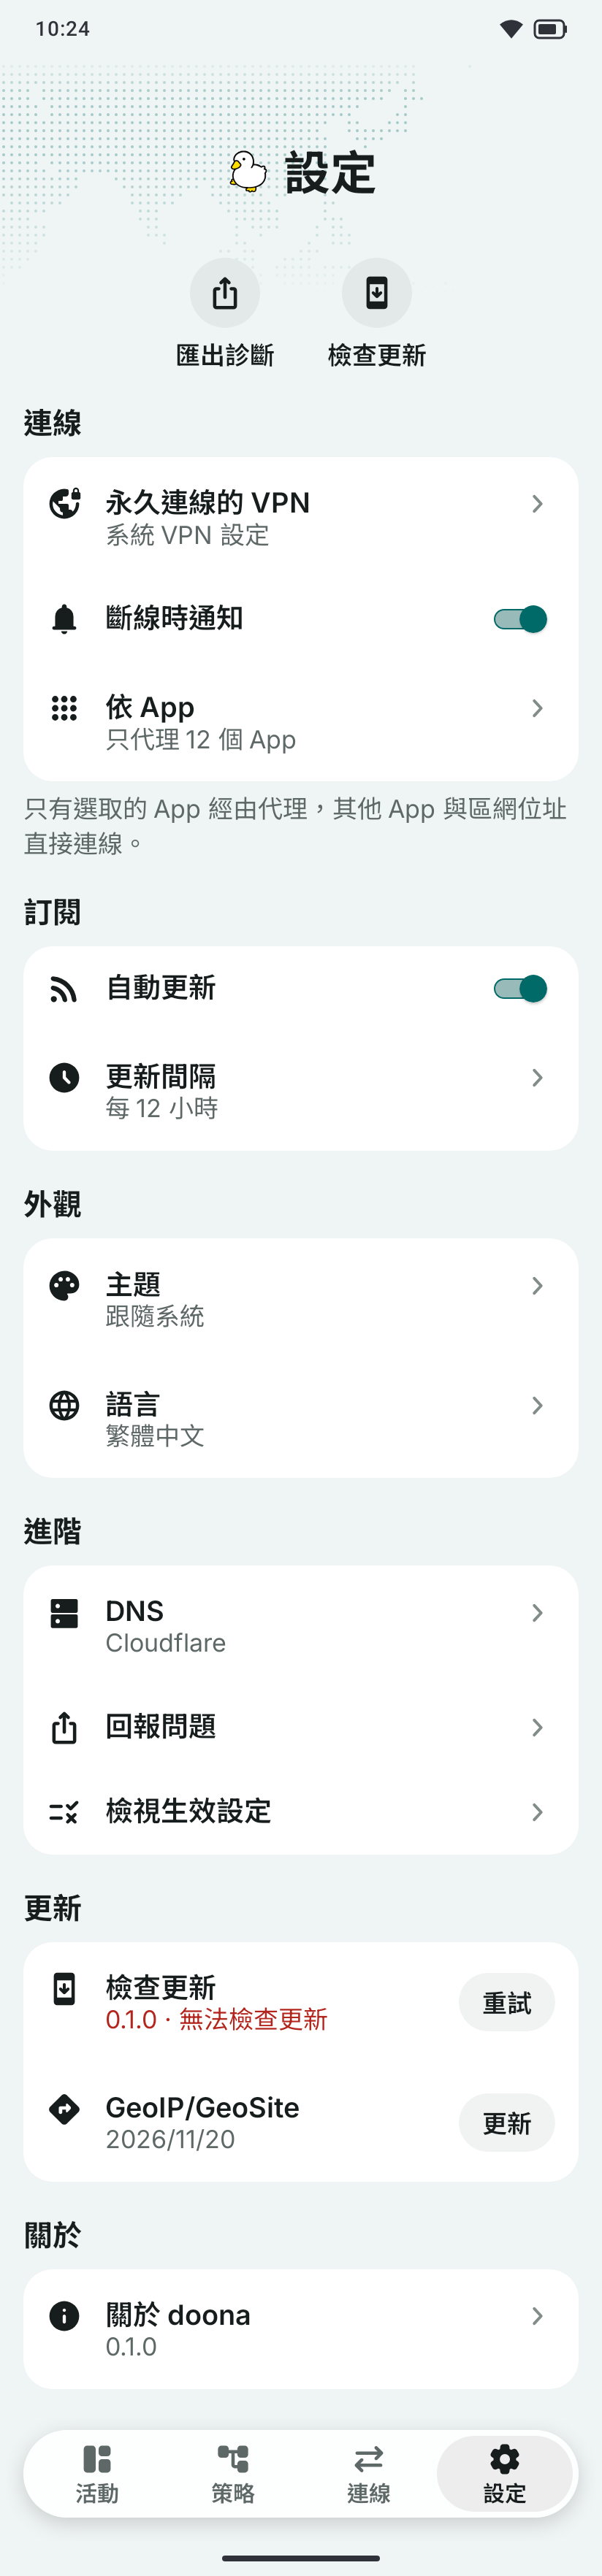 10:24
設定
匯出診斷
檢查更新
連線
永久連線的 VPN
系統 VPN 設定
斷線時通知
依 App
只代理 12 個 App
只有選取的 App 經由代理，其他 App 與區網位址
直接連線。
訂閱
自動更新
更新間隔
每 12 小時
外觀
主題
跟隨系統
語言
繁體中文
進階
DNS
Cloudflare
回報問題
檢視生效設定
更新
檢查更新
0.1.0 · 無法檢查更新
重試
GeoIP/GeoSite
2026/11/20
更新
關於
關於 doona
0.1.0
活動
策略
連線
設定